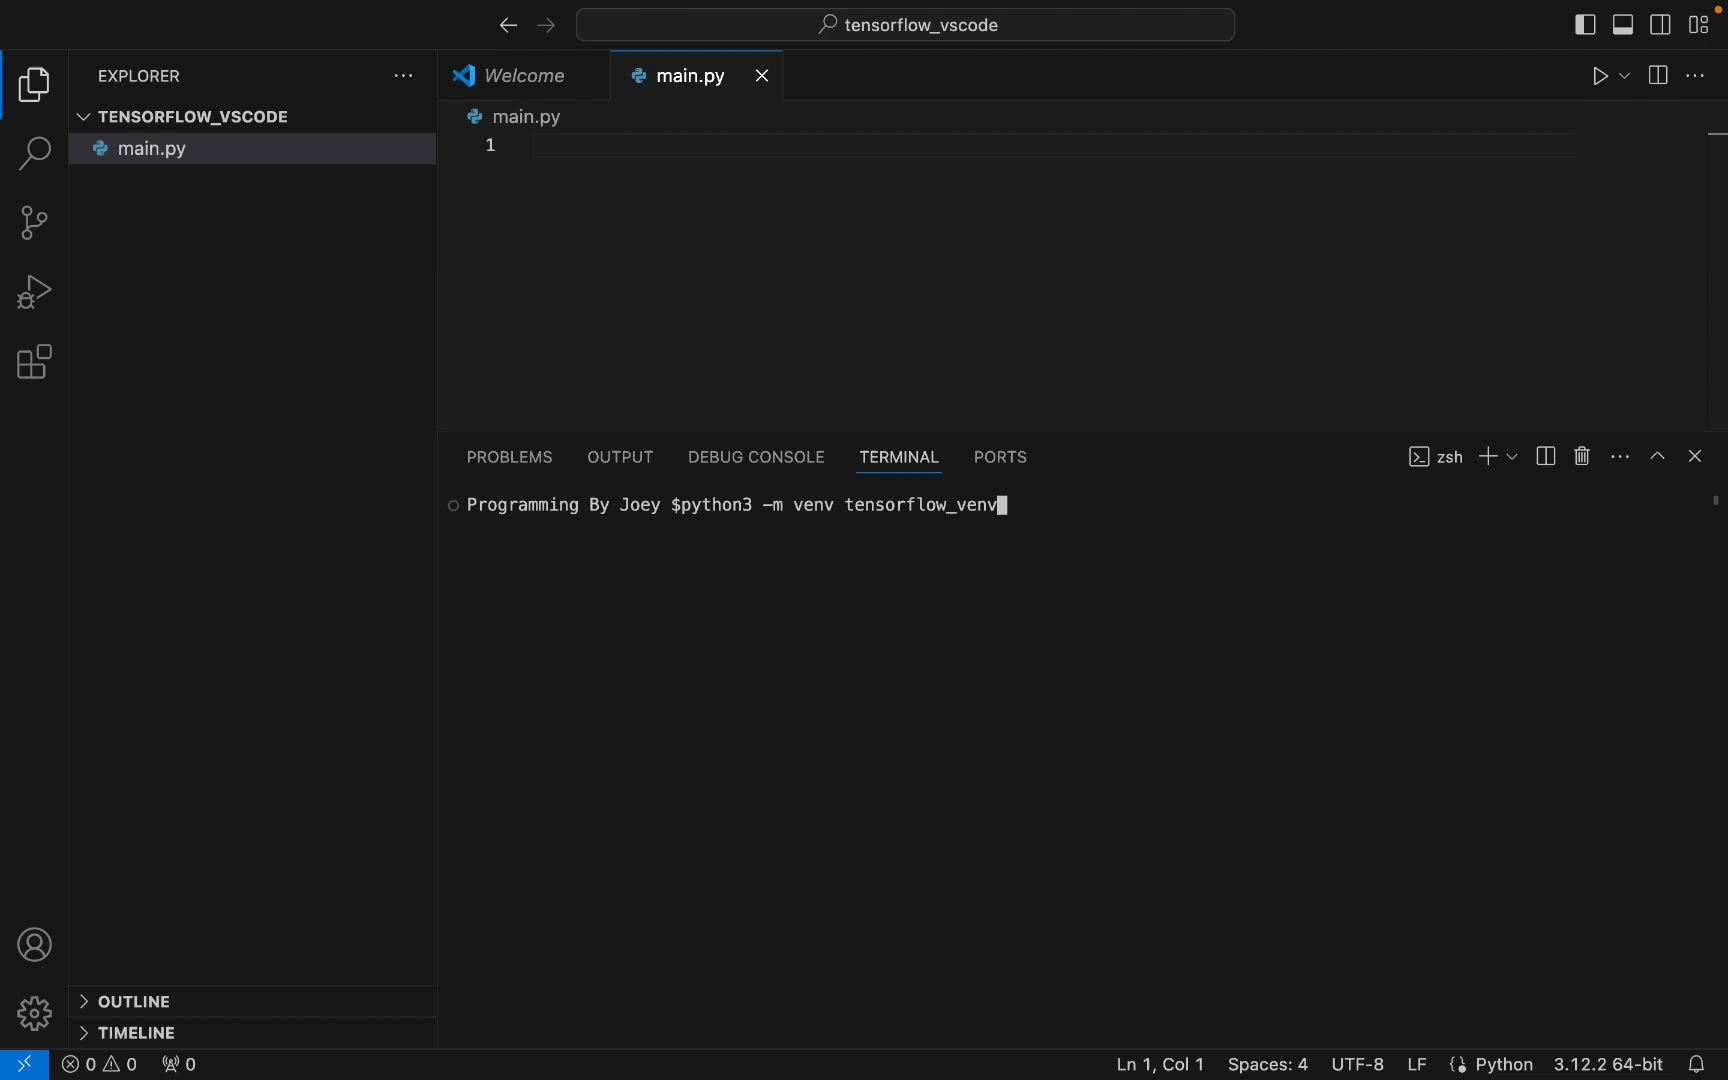 tensorflow_vscode
EXPLORER
Welcome
main.py
TENSORFLOW_VSCODE
main.py
main.py
1
PROBLEMS
OUTPUT
DEBUG CONSOLE
TERMINAL
PORTS
zsh
Programming By Joey $python3 -m venv tensorflow_venv
OUTLINE
TIMELINE
0 0 0
Ln 1, Col 1
Spaces: 4
UTF-8
LF
Python
3.12.2 64-bit